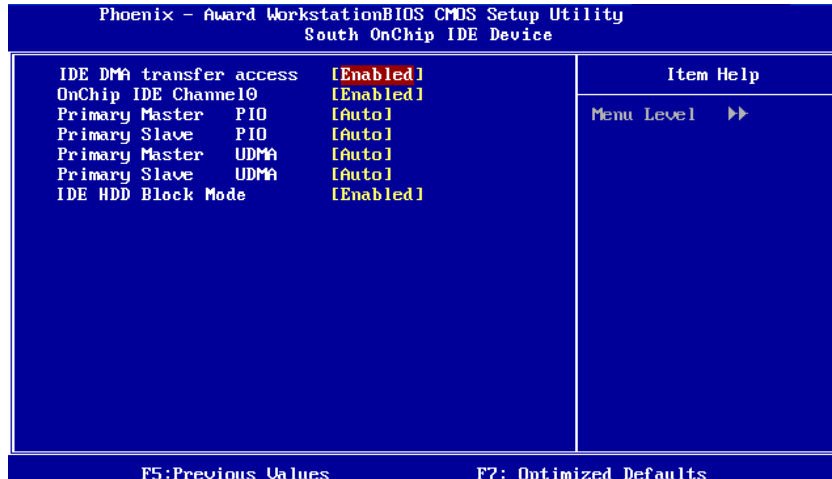 Phoenix - Award WorkstationBIOS CMOS Setup Utility
South OnChip IDE Device
IDE DMA transfer access [Enabled]
OnChip IDE Channel0 [Enabled]
Primary Master PIO [Auto]
Primary Slave PIO [Auto]
Primary Master UDMA [Auto]
Primary Slave UDMA [Auto]
IDE HDD Block Mode [Enabled]
Item Help
Menu Level ►►
F5:Previous Values F7: Optimized Defaults